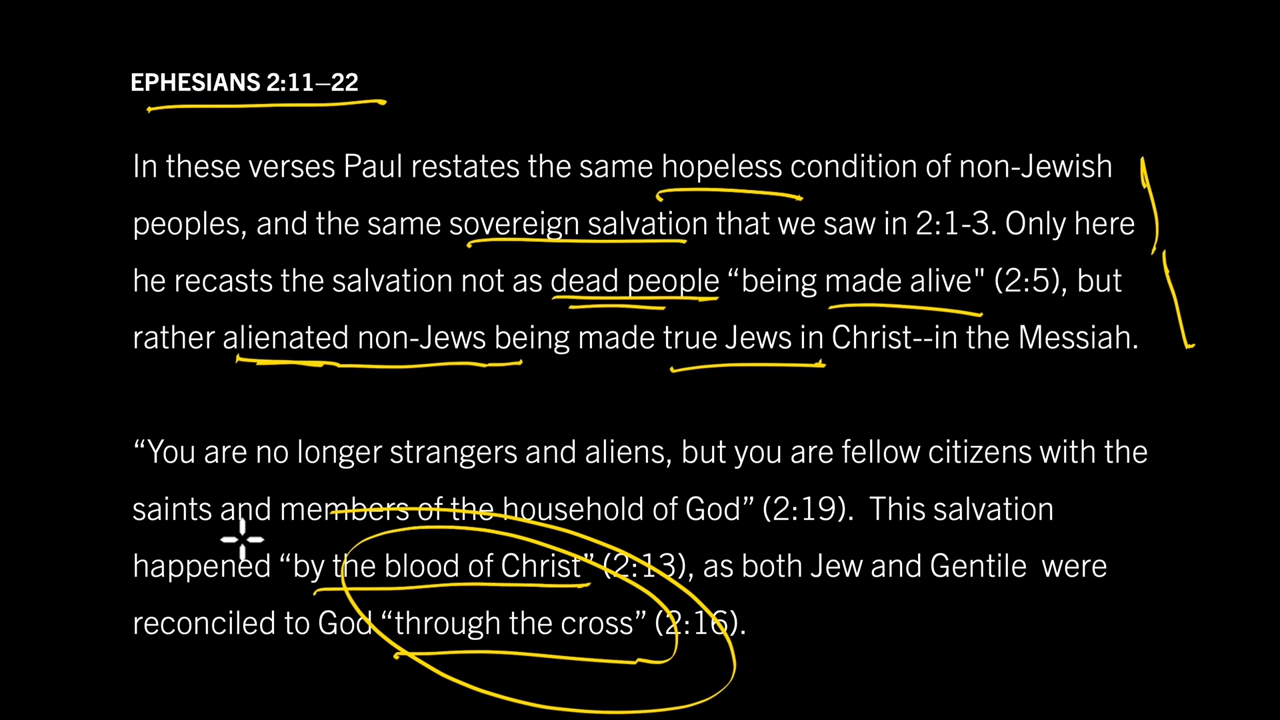 EPHESIANS 2:11–22
In these verses Paul restates the same hopeless condition of non-Jewish
peoples, and the same sovereign salvation that we saw in 2:1-3. Only here
he recasts the salvation not as dead people “being made alive" (2:5), but
rather alienated non-Jews being made true Jews in Christ--in the Messiah.
“You are no longer strangers and aliens, but you are fellow citizens with the
saints and members of the household of God” (2:19). This salvation
happened “by the blood of Christ” (2:13), as both Jew and Gentile were
reconciled to God “through the cross” (2:16).